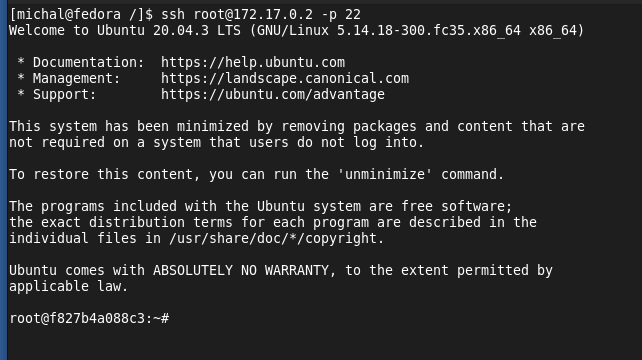 [michal@fedora /]$ ssh root@172.17.0.2 -p 22
Welcome to Ubuntu 20.04.3 LTS (GNU/Linux 5.14.18-300.fc35.x86_64 x86_64)
* Documentation:  https://help.ubuntu.com
* Management:     https://landscape.canonical.com
* Support:        https://ubuntu.com/advantage
This system has been minimized by removing packages and content that are
not required on a system that users do not log into.
To restore this content, you can run the 'unminimize' command.
The programs included with the Ubuntu system are free software;
the exact distribution terms for each program are described in the
individual files in /usr/share/doc/*/copyright.
Ubuntu comes with ABSOLUTELY NO WARRANTY, to the extent permitted by
applicable law.
root@f827b4a088c3:~#